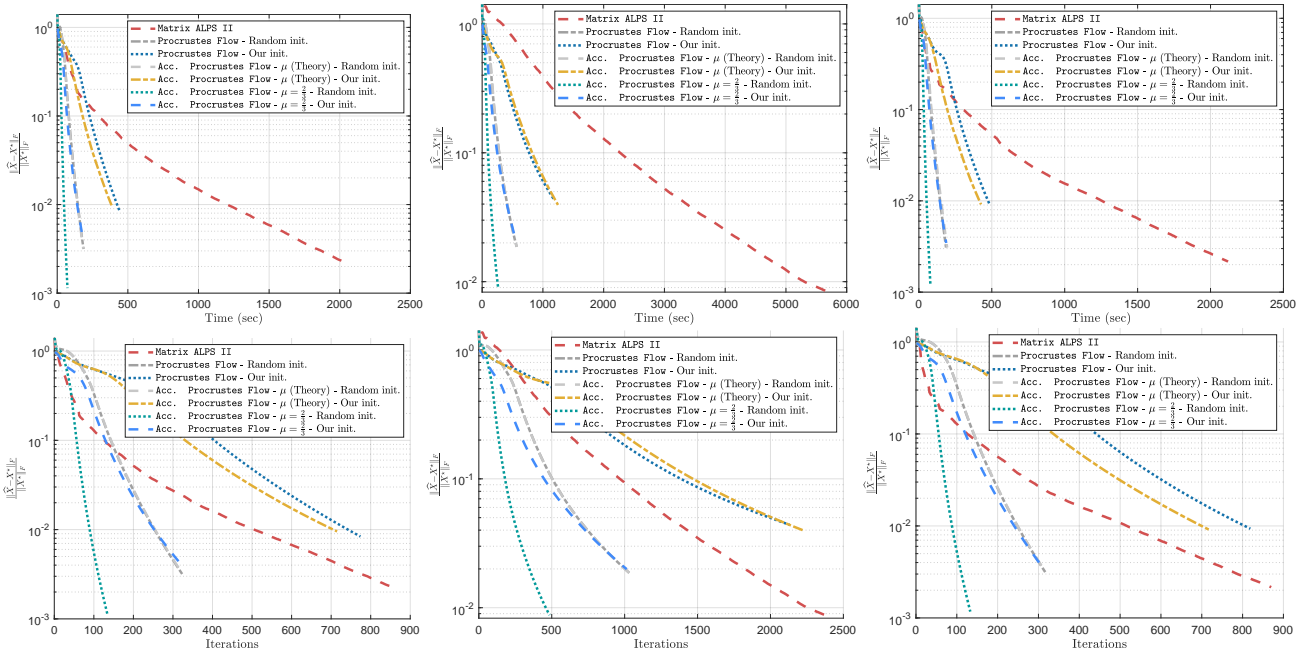 Matrix ALPS II
Procrustes Flow - Random init.
Procrustes Flow - Our init.
Acc. Procrustes Flow - μ (Theory) - Random init.
Acc. Procrustes Flow - μ (Theory) - Our init.
Acc. Procrustes Flow - μ = 2/3 - Random init.
Acc. Procrustes Flow - μ = 2/3 - Our init.
10^0
10^-1
10^-2
10^-3
‖X̂−X*‖_F / ‖X*‖_F
0 500 1000 1500 2000 2500
Time (sec)
Matrix ALPS II
Procrustes Flow - Random init.
Procrustes Flow - Our init.
Acc. Procrustes Flow - μ (Theory) - Random init.
Acc. Procrustes Flow - μ (Theory) - Our init.
Acc. Procrustes Flow - μ = 2/3 - Random init.
Acc. Procrustes Flow - μ = 2/3 - Our init.
10^0
10^-1
10^-2
‖X̂−X*‖_F / ‖X*‖_F
0 1000 2000 3000 4000 5000 6000
Time (sec)
Matrix ALPS II
Procrustes Flow - Random init.
Procrustes Flow - Our init.
Acc. Procrustes Flow - μ (Theory) - Random init.
Acc. Procrustes Flow - μ (Theory) - Our init.
Acc. Procrustes Flow - μ = 2/3 - Random init.
Acc. Procrustes Flow - μ = 2/3 - Our init.
10^0
10^-1
10^-2
10^-3
‖X̂−X*‖_F / ‖X*‖_F
0 500 1000 1500 2000 2500
Time (sec)
Matrix ALPS II
Procrustes Flow - Random init.
Procrustes Flow - Our init.
Acc. Procrustes Flow - μ (Theory) - Random init.
Acc. Procrustes Flow - μ (Theory) - Our init.
Acc. Procrustes Flow - μ = 2/3 - Random init.
Acc. Procrustes Flow - μ = 2/3 - Our init.
10^0
10^-1
10^-2
10^-3
‖X̂−X*‖_F / ‖X*‖_F
0 100 200 300 400 500 600 700 800 900
Iterations
Matrix ALPS II
Procrustes Flow - Random init.
Procrustes Flow - Our init.
Acc. Procrustes Flow - μ (Theory) - Random init.
Acc. Procrustes Flow - μ (Theory) - Our init.
Acc. Procrustes Flow - μ = 2/3 - Random init.
Acc. Procrustes Flow - μ = 2/3 - Our init.
10^0
10^-1
10^-2
‖X̂−X*‖_F / ‖X*‖_F
0 500 1000 1500 2000 2500
Iterations
Matrix ALPS II
Procrustes Flow - Random init.
Procrustes Flow - Our init.
Acc. Procrustes Flow - μ (Theory) - Random init.
Acc. Procrustes Flow - μ (Theory) - Our init.
Acc. Procrustes Flow - μ = 2/3 - Random init.
Acc. Procrustes Flow - μ = 2/3 - Our init.
10^0
10^-1
10^-2
10^-3
‖X̂−X*‖_F / ‖X*‖_F
0 100 200 300 400 500 600 700 800 900
Iterations